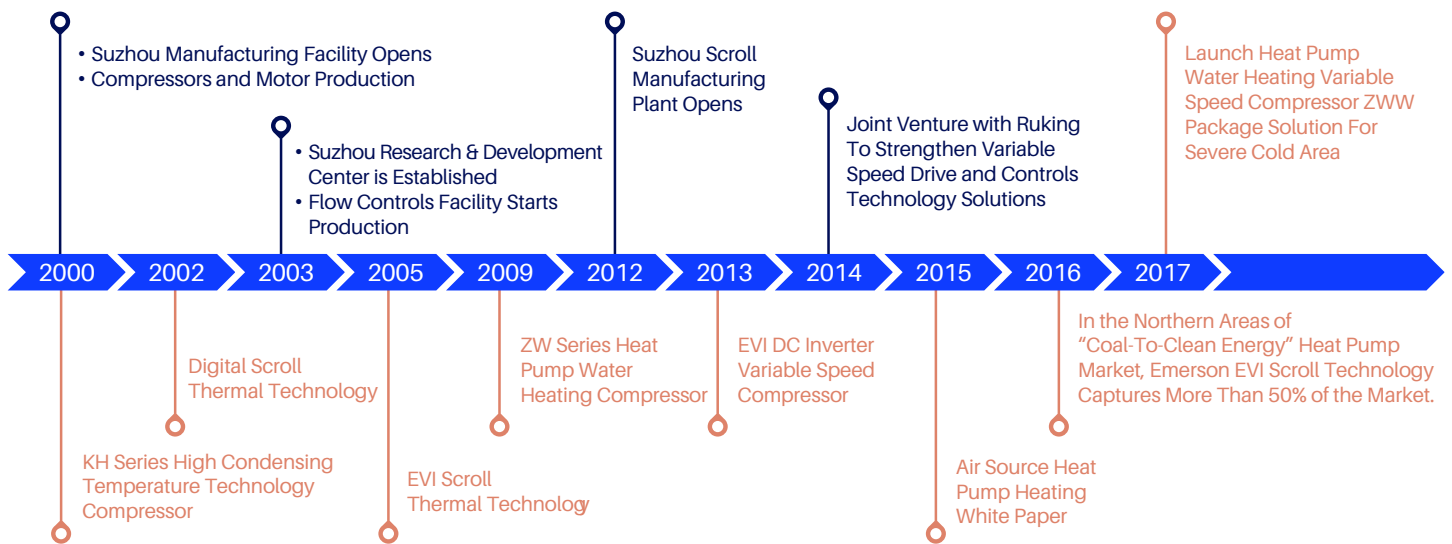 • Suzhou Manufacturing Facility Opens
• Compressors and Motor Production
• Suzhou Research & Development
Center is Established
• Flow Controls Facility Starts
Production
Suzhou Scroll
Manufacturing
Plant Opens
Joint Venture with Ruking
To Strengthen Variable
Speed Drive and Controls
Technology Solutions
Launch Heat Pump
Water Heating Variable
Speed Compressor ZWW
Package Solution For
Severe Cold Area
2000
2002
2003
2005
2009
2012
2013
2014
2015
2016
2017
KH Series High Condensing
Temperature Technology
Compressor
Digital Scroll
Thermal Technology
EVI Scroll
Thermal Technology
ZW Series Heat
Pump Water
Heating Compressor
EVI DC Inverter
Variable Speed
Compressor
Air Source Heat
Pump Heating
White Paper
In the Northern Areas of
“Coal-To-Clean Energy” Heat Pump
Market, Emerson EVI Scroll Technology
Captures More Than 50% of the Market.